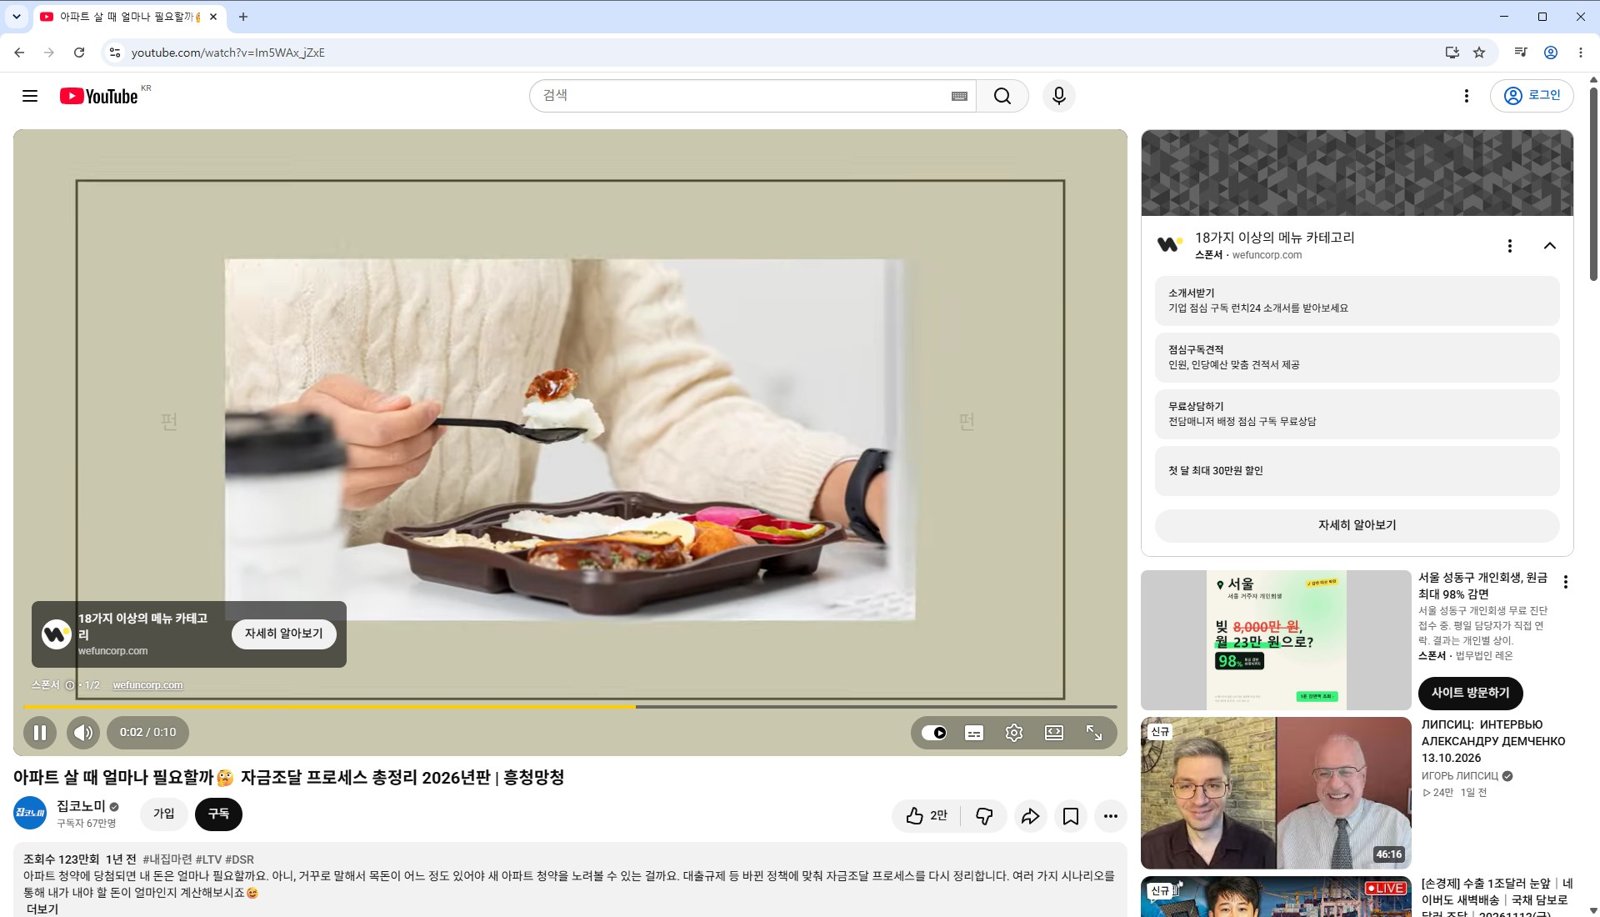 아파트 살 때 얼마나 필요할까
youtube.com/watch?v=Im5WAx_jZxE
YouTube KR
검색
로그인
펀
펀
18가지 이상의 메뉴 카테고
리
wefuncorp.com
자세히 알아보기
스폰서 · 1/2 wefuncorp.com
0:02 / 0:10
아파트 살 때 얼마나 필요할까🤔 자금조달 프로세스 총정리 2026년판 | 흥청망청
집코노미
집코노미
구독자 67만명
가입
구독
2만
조회수 123만회 1년 전 #내집마련 #LTV #DSR
아파트 청약에 당첨되면 내 돈은 얼마나 필요할까요. 아니, 거꾸로 말해서 목돈이 어느 정도 있어야 새 아파트 청약을 노려볼 수 있는 걸까요. 대출규제 등 바뀐 정책에 맞춰 자금조달 프로세스를 다시 정리합니다. 여러 가지 시나리오를
통해 내가 내야 할 돈이 얼마인지 계산해보시죠😄
더보기
18가지 이상의 메뉴 카테고리
스폰서 · wefuncorp.com
소개서받기
기업 점심 구독 런치24 소개서를 받아보세요
점심구독견적
인원, 인당예산 맞춤 견적서 제공
무료상담하기
전담매니저 배정 점심 구독 무료상담
첫 달 최대 30만원 할인
자세히 알아보기
서울
서울 거주자 개인회생
빚 8,000만 원,
월 23만 원으로?
98%
서울 성동구 개인회생, 원금
최대 98% 감면
서울 성동구 개인회생 무료 진단
접수 중. 평일 담당자가 직접 연
락. 결과는 개인별 상이.
스폰서 · 법무법인 레온
사이트 방문하기
신규
46:16
ЛИПСИЦ: ИНТЕРВЬЮ
АЛЕКСАНДРУ ДЕМЧЕНКО
13.10.2026
ИГОРЬ ЛИПСИЦ
24만 1일 전
신규
LIVE
[손경제] 수출 1조달러 눈앞 | 네
이버도 새벽배송 | 국채 담보로
달러 조달 | 20261113(금)